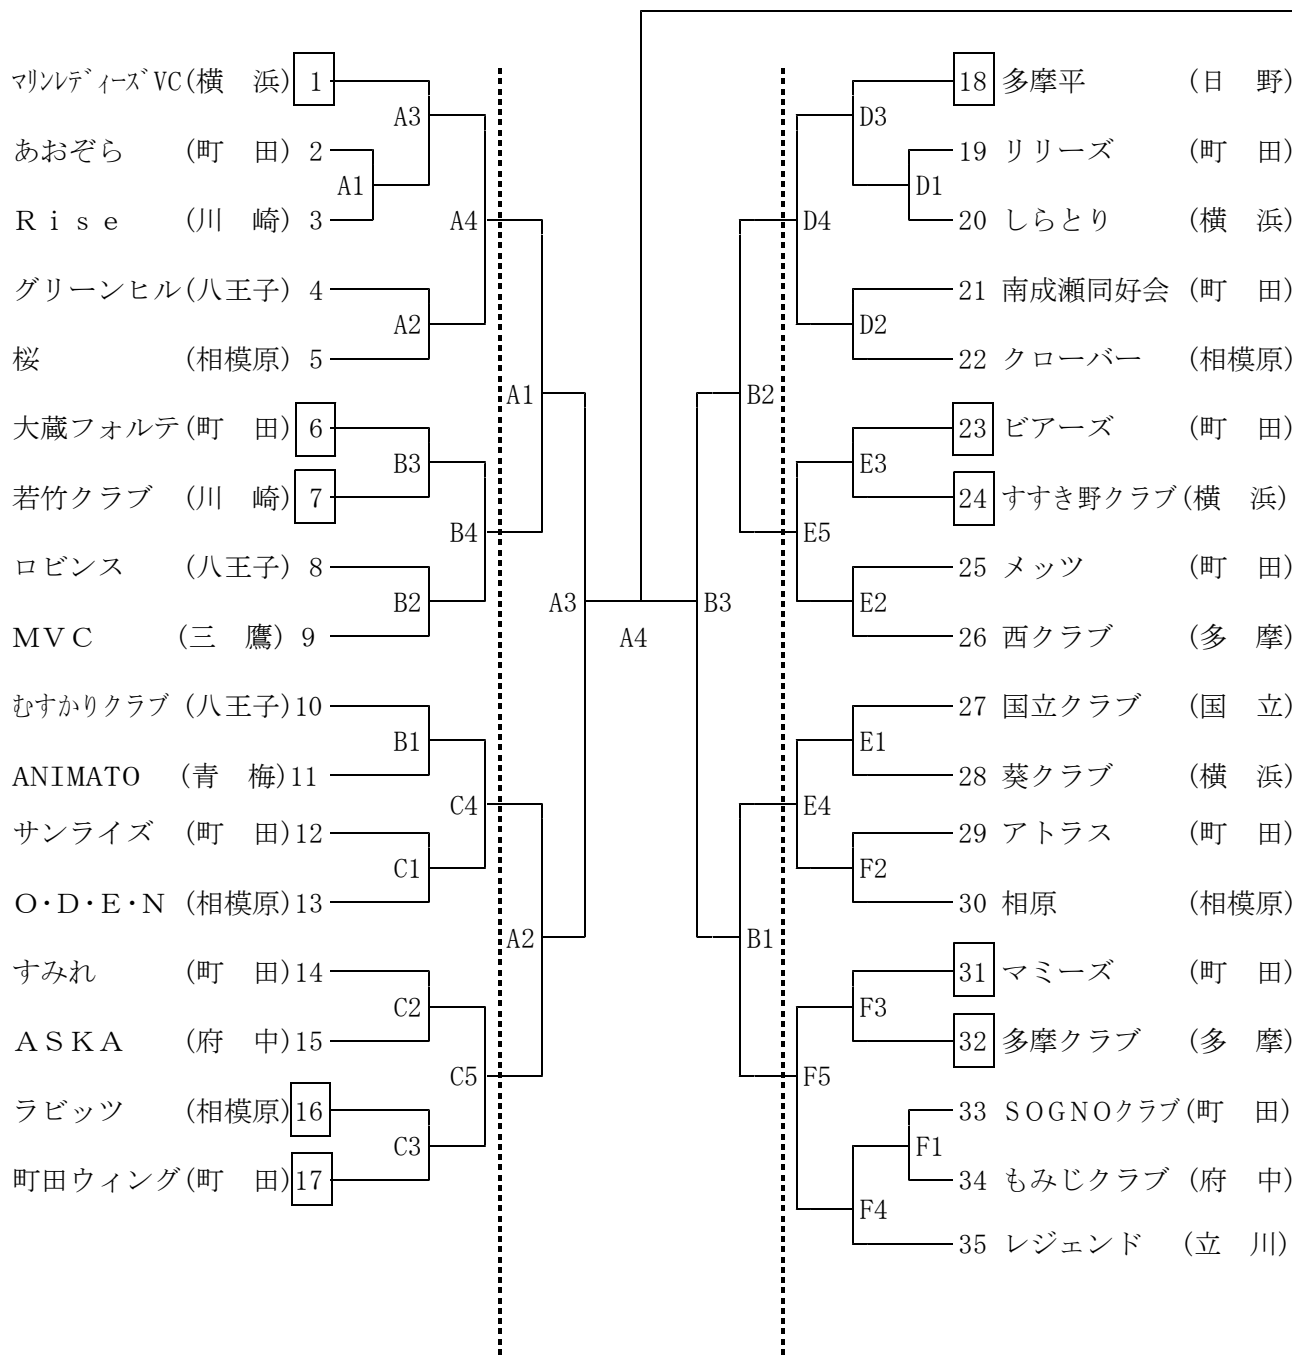 マリンレディーズVC(横　浜) 1
A3
あおぞら　(町　田) 2
A1
Ｒｉｓｅ　(川　崎) 3
A4
グリーンヒル(八王子) 4
A2
桜　(相模原) 5
A1
大蔵フォルテ(町　田) 6
B3
若竹クラブ　(川　崎) 7
B4
ロビンス　(八王子) 8
B2
ＭＶＣ　(三　鷹) 9
A3
むすかりクラブ (八王子)10
B1
ANIMATO　(青　梅)11
C4
サンライズ　(町　田)12
C1
Ｏ・Ｄ・Ｅ・Ｎ (相模原)13
A2
すみれ　(町　田)14
C2
ＡＳＫＡ　(府　中)15
C5
ラビッツ　(相模原)16
C3
町田ウィング(町　田)17
A4
18 多摩平　(日　野)
D3
19 リリーズ　(町　田)
D1
20 しらとり　(横　浜)
D4
21 南成瀬同好会 (町　田)
D2
22 クローバー　(相模原)
B2
23 ビアーズ　(町　田)
E3
24 すすき野クラブ(横　浜)
E5
25 メッツ　(町　田)
E2
26 西クラブ　(多　摩)
B3
27 国立クラブ　(国　立)
E1
28 葵クラブ　(横　浜)
E4
29 アトラス　(町　田)
F2
30 相原　(相模原)
B1
31 マミーズ　(町　田)
F3
32 多摩クラブ　(多　摩)
F5
33 ＳＯＧＮＯクラブ(町　田)
F1
34 もみじクラブ (府　中)
F4
35 レジェンド　(立　川)